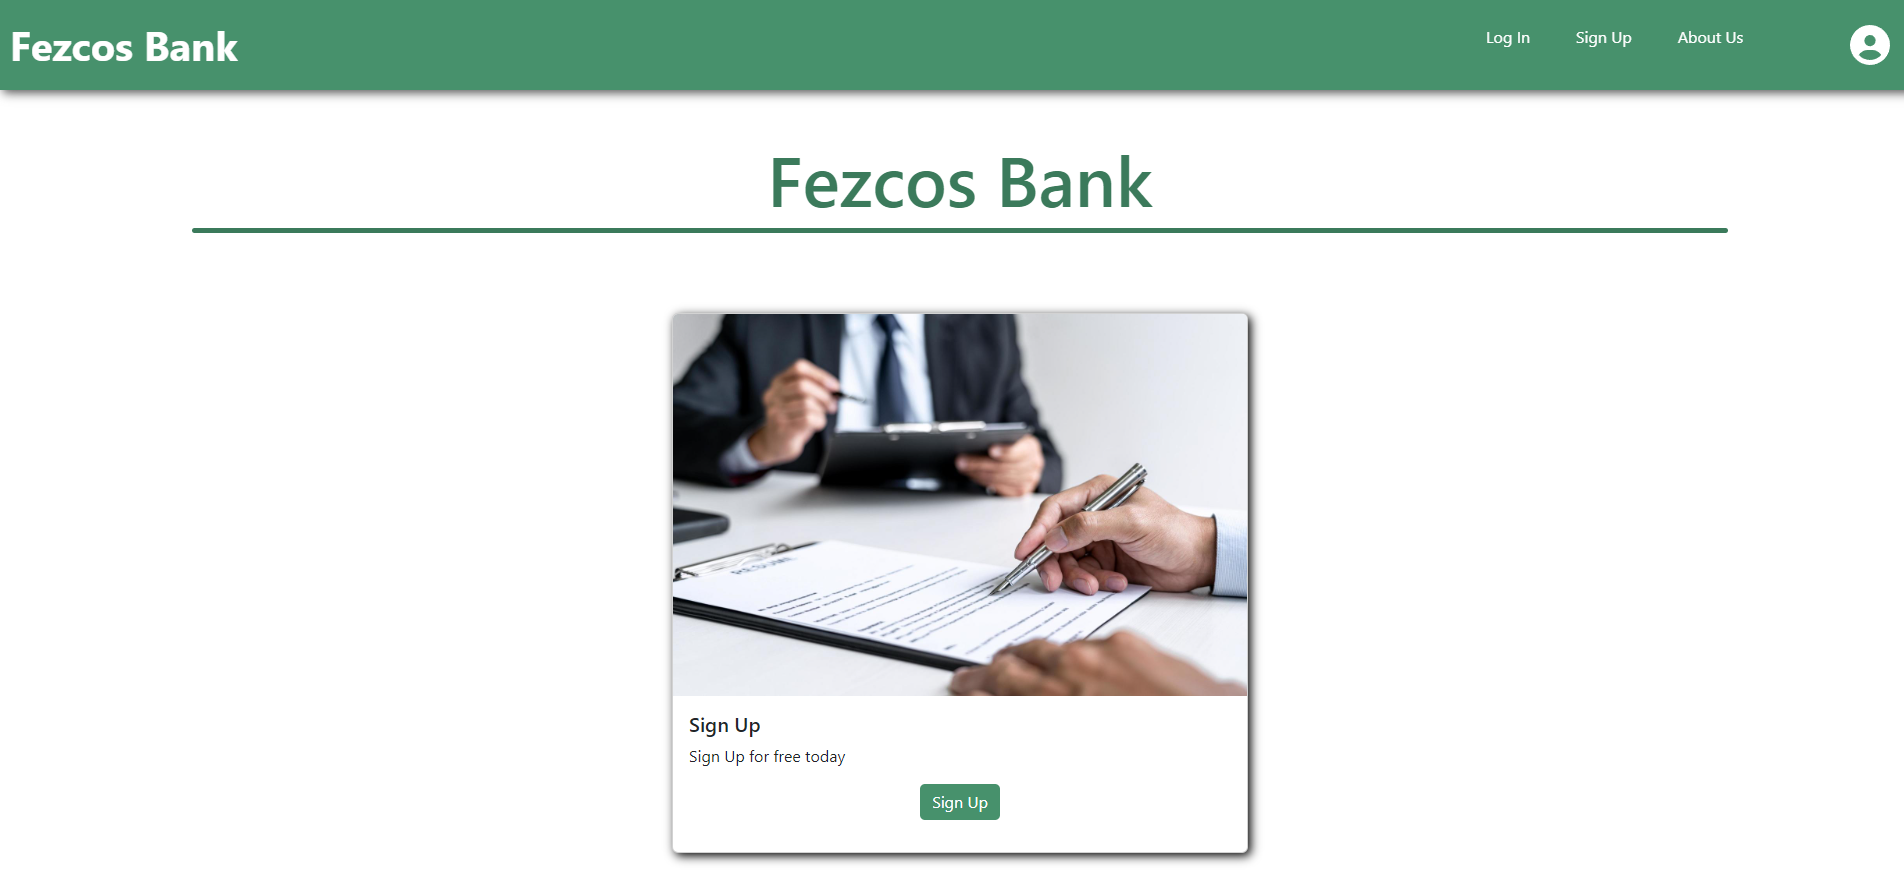 Fezcos Bank
Log In
Sign Up
About Us
Fezcos Bank
RESUME
Sign Up
Sign Up for free today
Sign Up